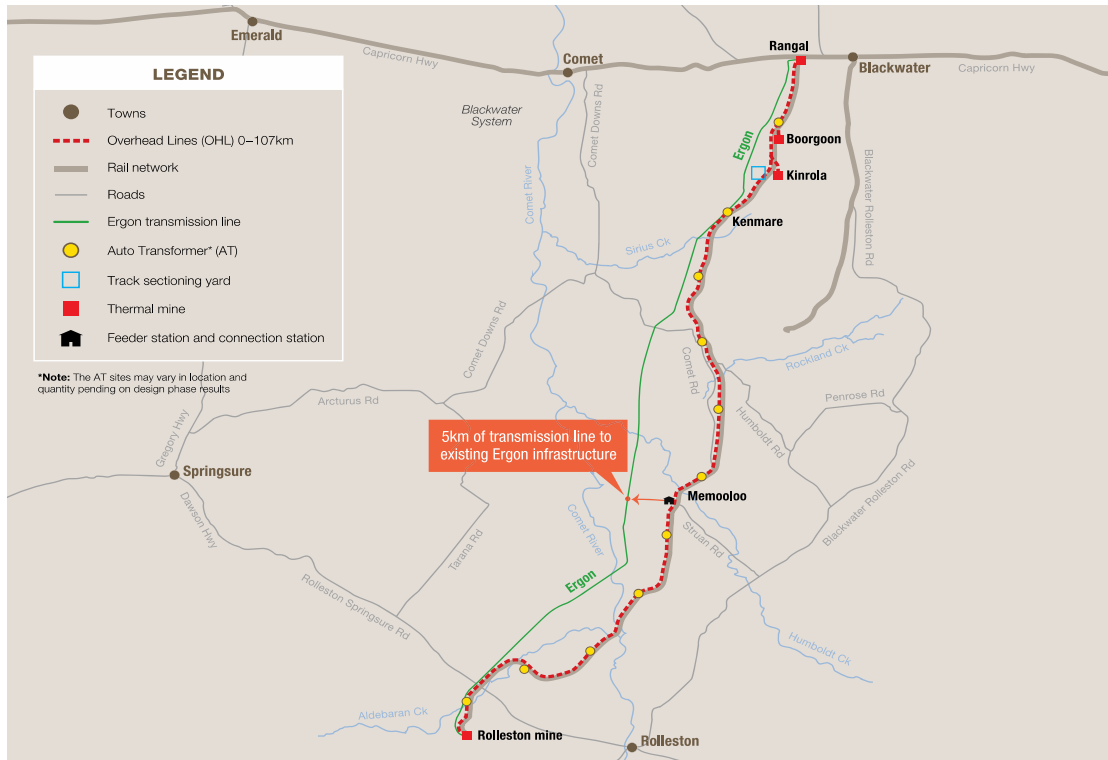 Emerald
Capricorn Hwy
Comet
Rangal
Blackwater
Capricorn Hwy
LEGEND
Towns
Overhead Lines (OHL) 0–107km
Rail network
Roads
Ergon transmission line
Auto Transformer* (AT)
Track sectioning yard
Thermal mine
Feeder station and connection station
*Note: The AT sites may vary in location and
quantity pending on design phase results
Blackwater
System
Comet Downs Rd
Comet River
Ergon
Boorgoon
Kinrola
Kenmare
Blackwater Rolleston Rd
Sirius Ck
Comet Downs Rd
Comet Rd
Rockland Ck
Arcturus Rd
Penrose Rd
Humboldt Rd
Gregory Hwy
5km of transmission line to
existing Ergon infrastructure
Springsure
Memooloo
Dawson Hwy
Blackwater Rolleston Rd
Struan Rd
Comet River
Tarana Rd
Ergon
Rolleston Springsure Rd
Humboldt Ck
Aldebaran Ck
Rolleston mine
Rolleston